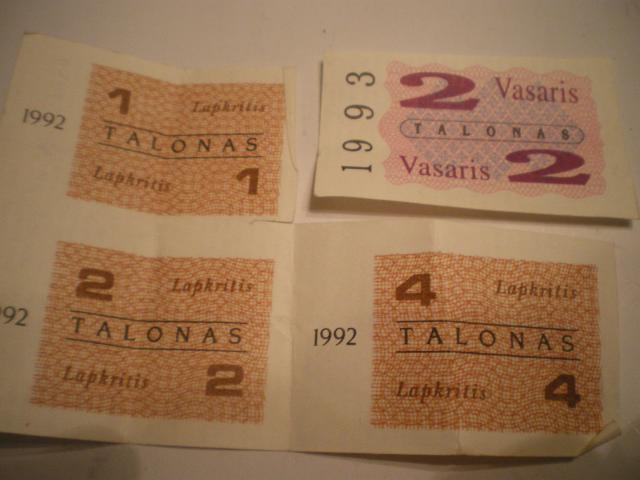 1992
1 Lapkritis
TALONAS
Lapkritis 1
1993
2 Vasaris
TALONAS
Vasaris 2
92
2 Lapkritis
TALONAS
Lapkritis 2
1992
4 Lapkritis
TALONAS
Lapkritis 4